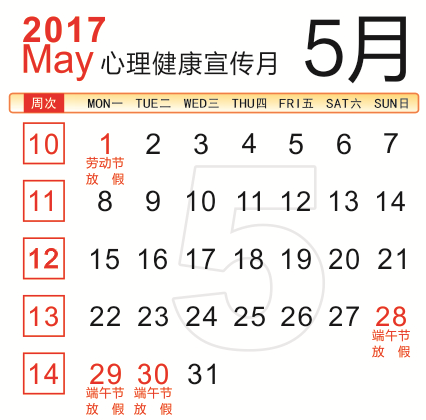 2017
May 心理健康宣传月 5月
周次 MON一 TUE二 WED三 THU四 FRI五 SAT六 SUN日
10 1 2 3 4 5 6 7
劳动节
放 假
11 8 9 10 11 12 13 14
12 15 16 17 18 19 20 21
13 22 23 24 25 26 27 28
端午节
放 假
14 29 30 31
端午节 端午节
放 假 放 假
5